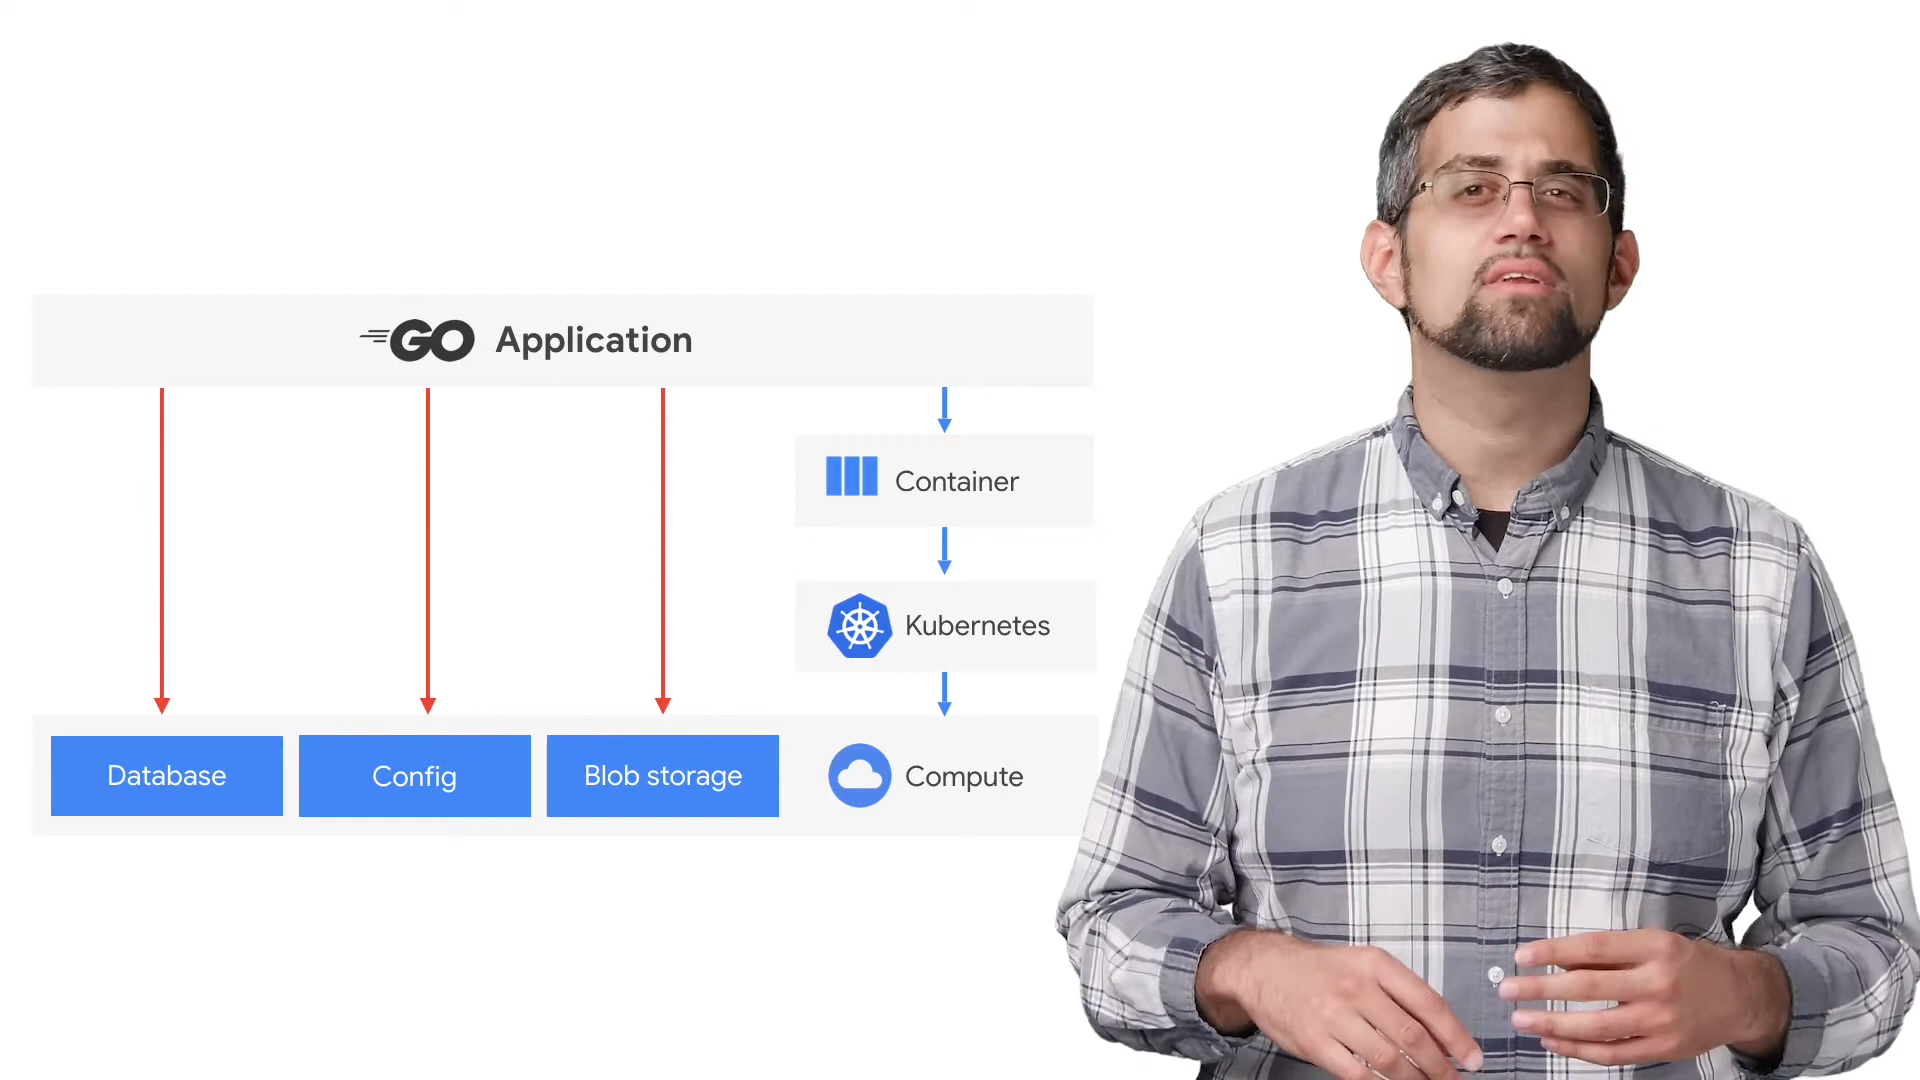 GO Application
Container
Kubernetes
Database
Config
Blob storage
Compute